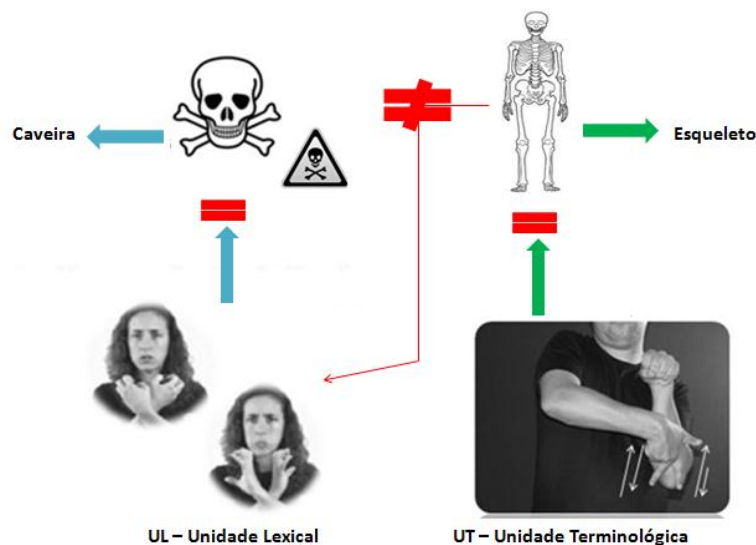 Caveira
Esqueleto
UL – Unidade Lexical
UT – Unidade Terminológica